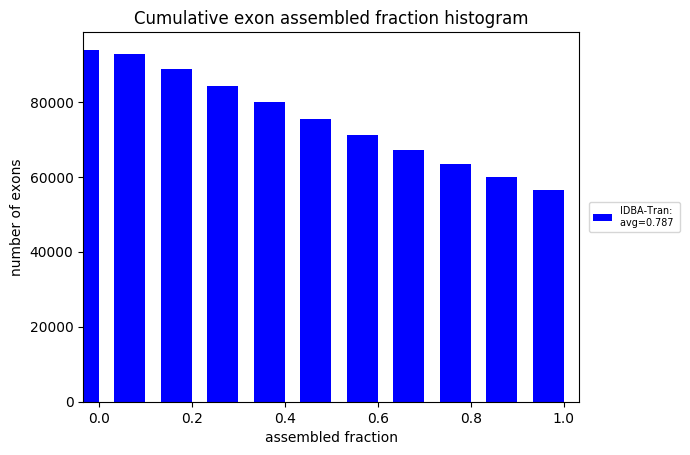 Cumulative exon assembled fraction histogram
number of exons
80000
60000
40000
20000
0
0.0 0.2 0.4 0.6 0.8 1.0
assembled fraction
IDBA-Tran:
avg=0.787